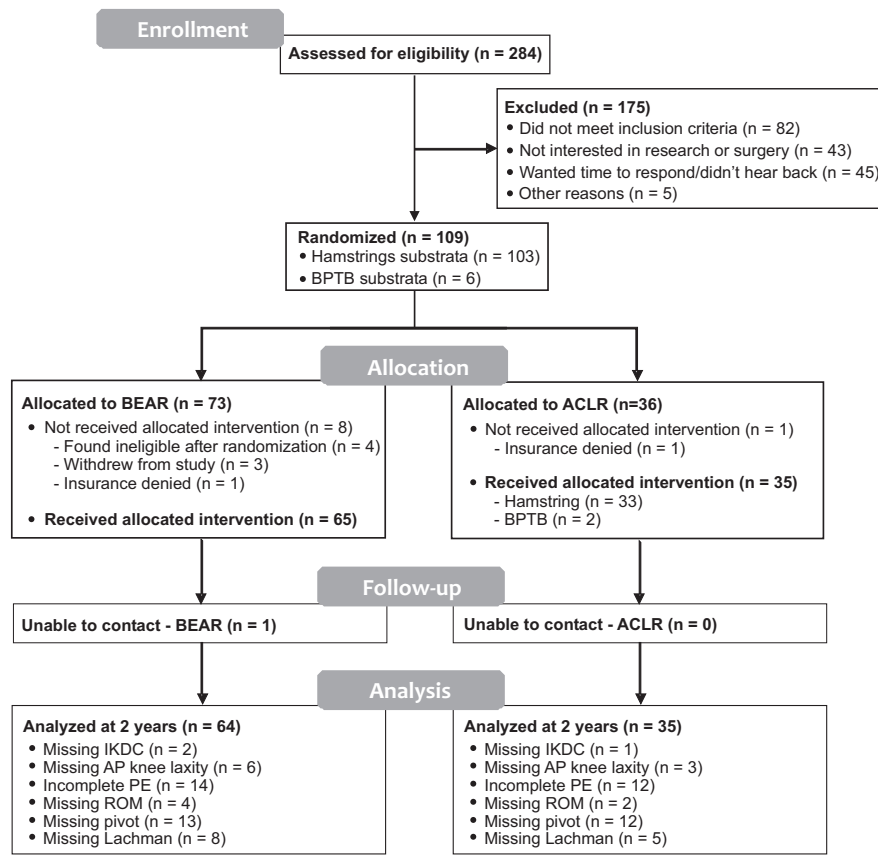 Enrollment
Assessed for eligibility (n = 284)
Excluded (n = 175)
• Did not meet inclusion criteria (n = 82)
• Not interested in research or surgery (n = 43)
• Wanted time to respond/didn't hear back (n = 45)
• Other reasons (n = 5)
Randomized (n = 109)
• Hamstrings substrata (n = 103)
• BPTB substrata (n = 6)
Allocation
Allocated to BEAR (n = 73)
• Not received allocated intervention (n = 8)
- Found ineligible after randomization (n = 4)
- Withdrew from study (n = 3)
- Insurance denied (n = 1)
• Received allocated intervention (n = 65)
Allocated to ACLR (n=36)
• Not received allocated intervention (n = 1)
- Insurance denied (n = 1)
• Received allocated intervention (n = 35)
- Hamstring (n = 33)
- BPTB (n = 2)
Follow-up
Unable to contact - BEAR (n = 1)
Unable to contact - ACLR (n = 0)
Analysis
Analyzed at 2 years (n = 64)
• Missing IKDC (n = 2)
• Missing AP knee laxity (n = 6)
• Incomplete PE (n = 14)
• Missing ROM (n = 4)
• Missing pivot (n = 13)
• Missing Lachman (n = 8)
Analyzed at 2 years (n = 35)
• Missing IKDC (n = 1)
• Missing AP knee laxity (n = 3)
• Incomplete PE (n = 12)
• Missing ROM (n = 2)
• Missing pivot (n = 12)
• Missing Lachman (n = 5)